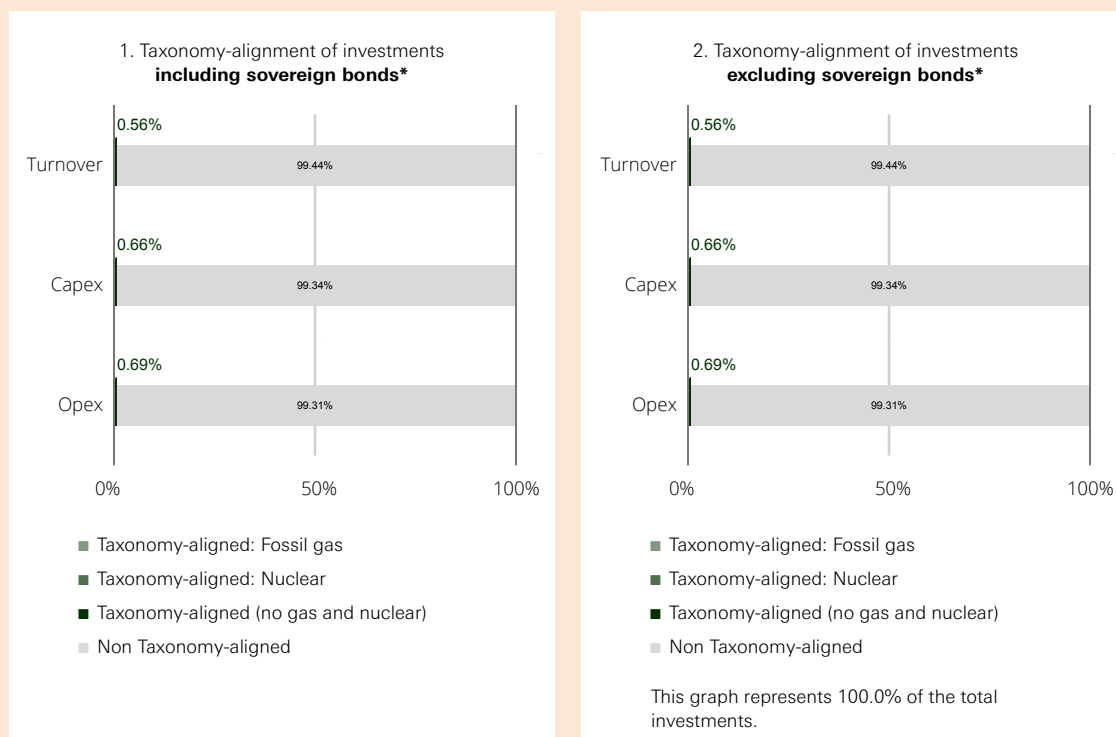 1. Taxonomy-alignment of investments
including sovereign bonds*
0.56%
Turnover
99.44%
0.66%
Capex
99.34%
0.69%
Opex
99.31%
0%
50%
100%
Taxonomy-aligned: Fossil gas
Taxonomy-aligned: Nuclear
Taxonomy-aligned (no gas and nuclear)
Non Taxonomy-aligned
2. Taxonomy-alignment of investments
excluding sovereign bonds*
0.56%
Turnover
99.44%
0.66%
Capex
99.34%
0.69%
Opex
99.31%
0%
50%
100%
Taxonomy-aligned: Fossil gas
Taxonomy-aligned: Nuclear
Taxonomy-aligned (no gas and nuclear)
Non Taxonomy-aligned
This graph represents 100.0% of the total
investments.